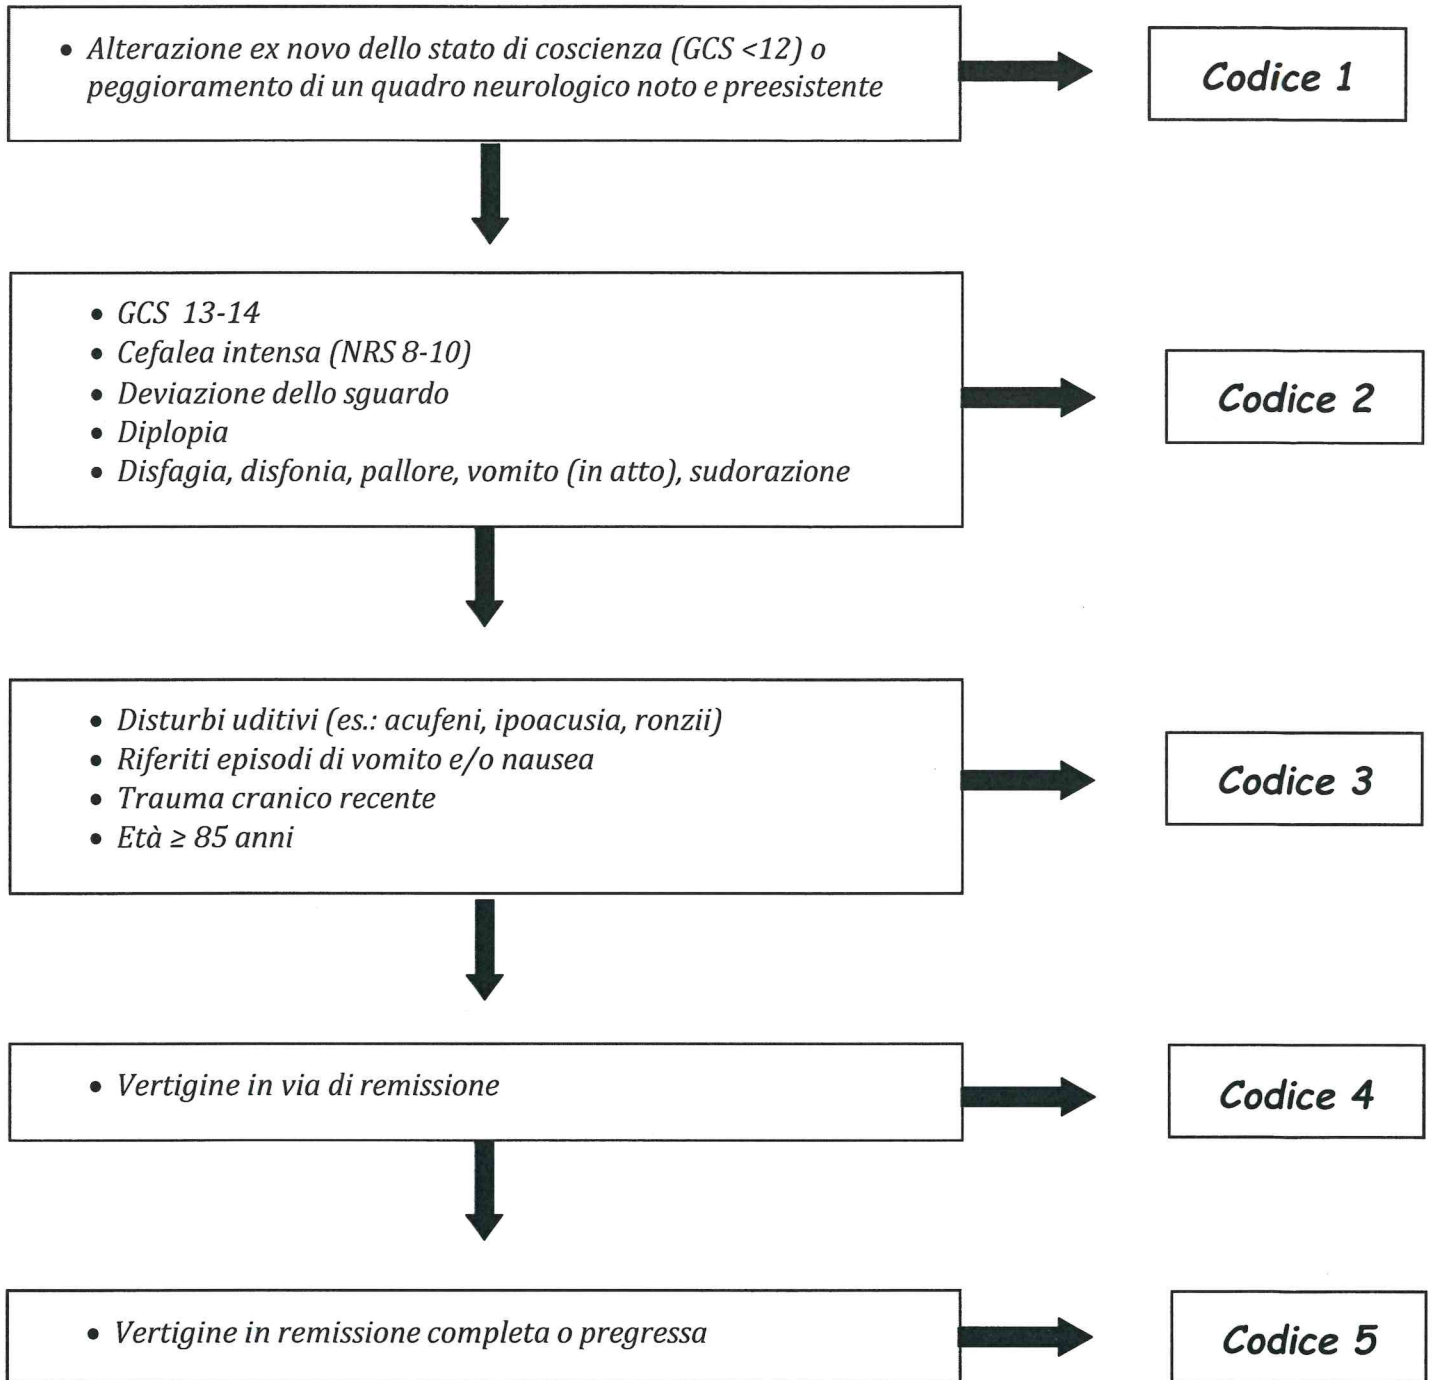 • Alterazione ex novo dello stato di coscienza (GCS <12) o
peggioramento di un quadro neurologico noto e preesistente
Codice 1
• GCS 13-14
• Cefalea intensa (NRS 8-10)
• Deviazione dello sguardo
• Diplopia
• Disfagia, disfonia, pallore, vomito (in atto), sudorazione
Codice 2
• Disturbi uditivi (es.: acufeni, ipoacusia, ronzii)
• Riferiti episodi di vomito e/o nausea
• Trauma cranico recente
• Età ≥ 85 anni
Codice 3
• Vertigine in via di remissione
Codice 4
• Vertigine in remissione completa o pregressa
Codice 5